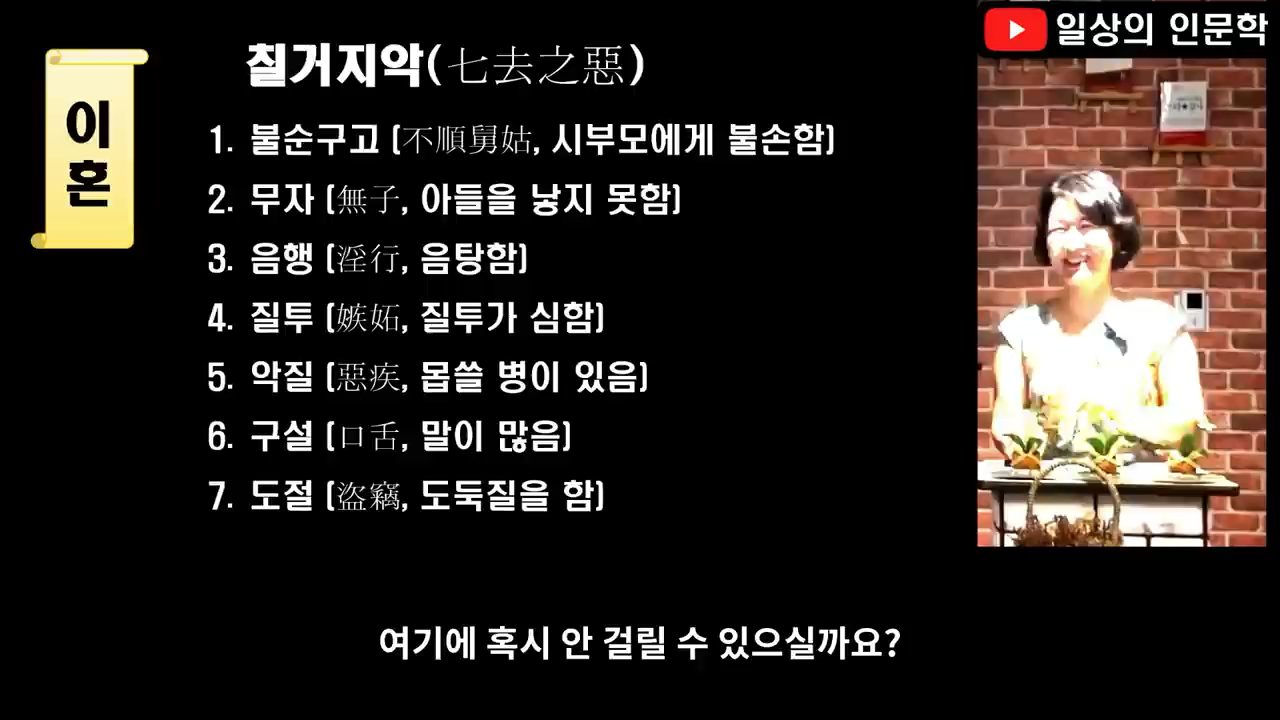 일상의 인문학
이
혼
칠거지악(七去之惡)
1. 불순구고 (不順舅姑, 시부모에게 불손함)
2. 무자 (無子, 아들을 낳지 못함)
3. 음행 (淫行, 음탕함)
4. 질투 (嫉妬, 질투가 심함)
5. 악질 (惡疾, 몹쓸 병이 있음)
6. 구설 (口舌, 말이 많음)
7. 도절 (盜竊, 도둑질을 함)
여기에 혹시 안 걸릴 수 있으실까요?